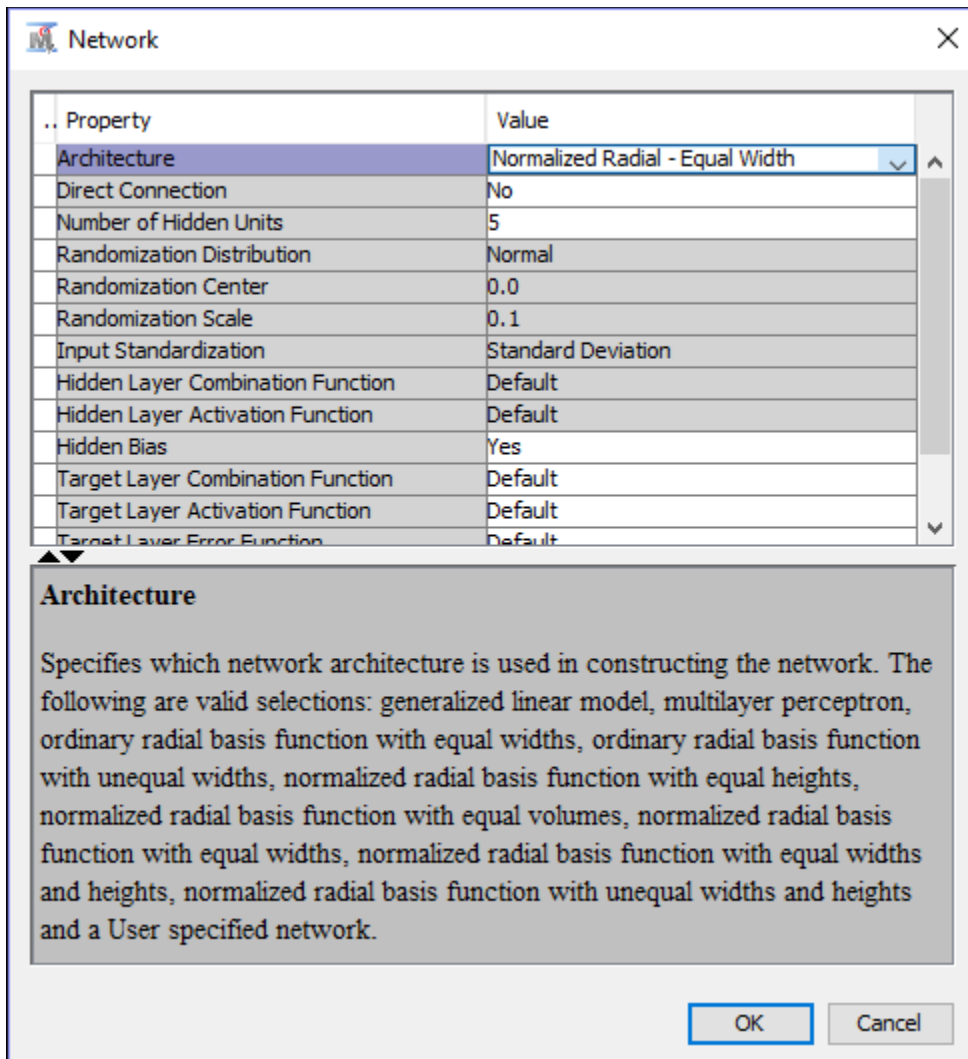 Network
.. Property Value
Architecture Normalized Radial - Equal Width
Direct Connection No
Number of Hidden Units 5
Randomization Distribution Normal
Randomization Center 0.0
Randomization Scale 0.1
Input Standardization Standard Deviation
Hidden Layer Combination Function Default
Hidden Layer Activation Function Default
Hidden Bias Yes
Target Layer Combination Function Default
Target Layer Activation Function Default
Target Layer Error Function Default
Architecture
Specifies which network architecture is used in constructing the network. The
following are valid selections: generalized linear model, multilayer perceptron,
ordinary radial basis function with equal widths, ordinary radial basis function
with unequal widths, normalized radial basis function with equal heights,
normalized radial basis function with equal volumes, normalized radial basis
function with equal widths, normalized radial basis function with equal widths
and heights, normalized radial basis function with unequal widths and heights
and a User specified network.
OK Cancel